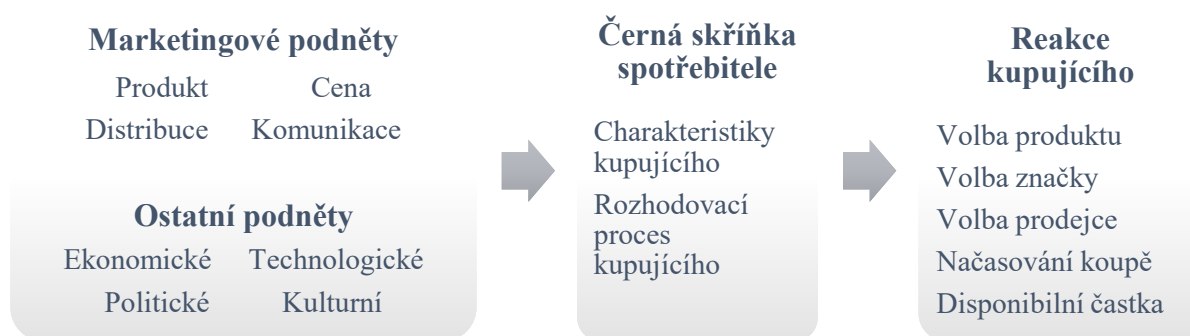 Marketingové podněty
Produkt Cena
Distribuce Komunikace
Ostatní podněty
Ekonomické Technologické
Politické Kulturní
Černá skříňka
spotřebitele
Charakteristiky
kupujícího
Rozhodovací
proces
kupujícího
Reakce
kupujícího
Volba produktu
Volba značky
Volba prodejce
Načasování koupě
Disponibilní častka